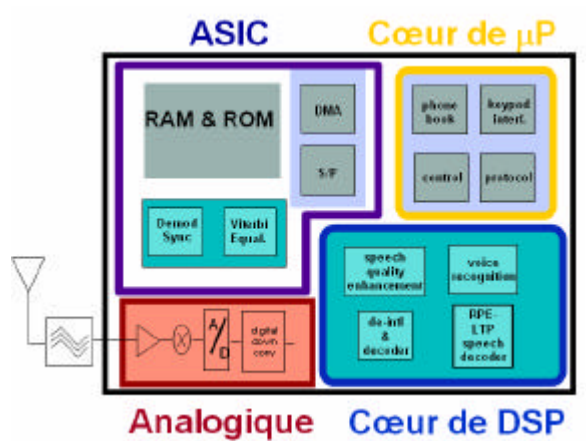 ASIC
Cœur de µP
RAM & ROM
DMA
S/P
phone
book
keypad
interf.
control
protocol
Demod
Sync
Viterbi
Equal.
speech
quality
enhancement
voice
recognition
de-intl
&
decoder
RPE-
LTP
speech
decoder
A/D
digital
down
conv
Analogique
Cœur de DSP